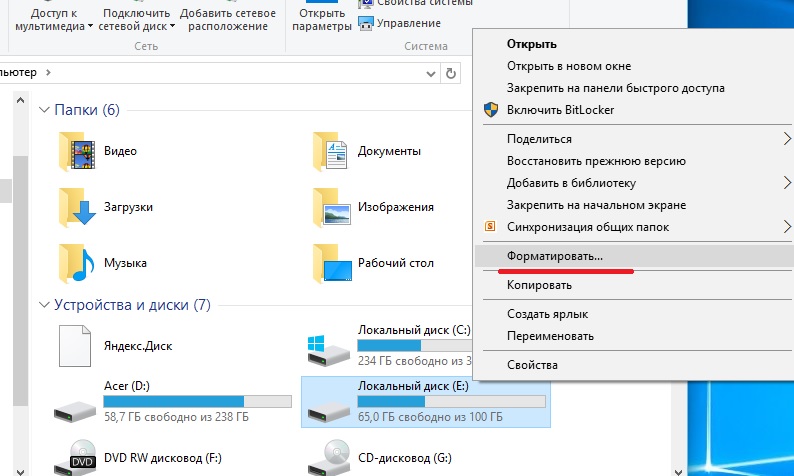 Доступ к мультимедиа
Подключить сетевой диск
Добавить сетевое расположение
Сеть
Открыть параметры
Свойства системы
Управление
Система
пьютер
Папки (6)
Видео
Документы
Загрузки
Изображения
Музыка
Рабочий стол
Устройства и диски (7)
Яндекс.Диск
Локальный диск (C:)
234 ГБ свободно из
Acer (D:)
58,7 ГБ свободно из 238 ГБ
Локальный диск (E:)
65,0 ГБ свободно из 100 ГБ
DVD
DVD RW дисковод (F:)
CD-дисковод (G:)
Открыть
Открыть в новом окне
Закрепить на панели быстрого доступа
Включить BitLocker
Поделиться
Восстановить прежнюю версию
Добавить в библиотеку
Закрепить на начальном экране
Синхронизация общих папок
Форматировать...
Копировать
Создать ярлык
Переименовать
Свойства